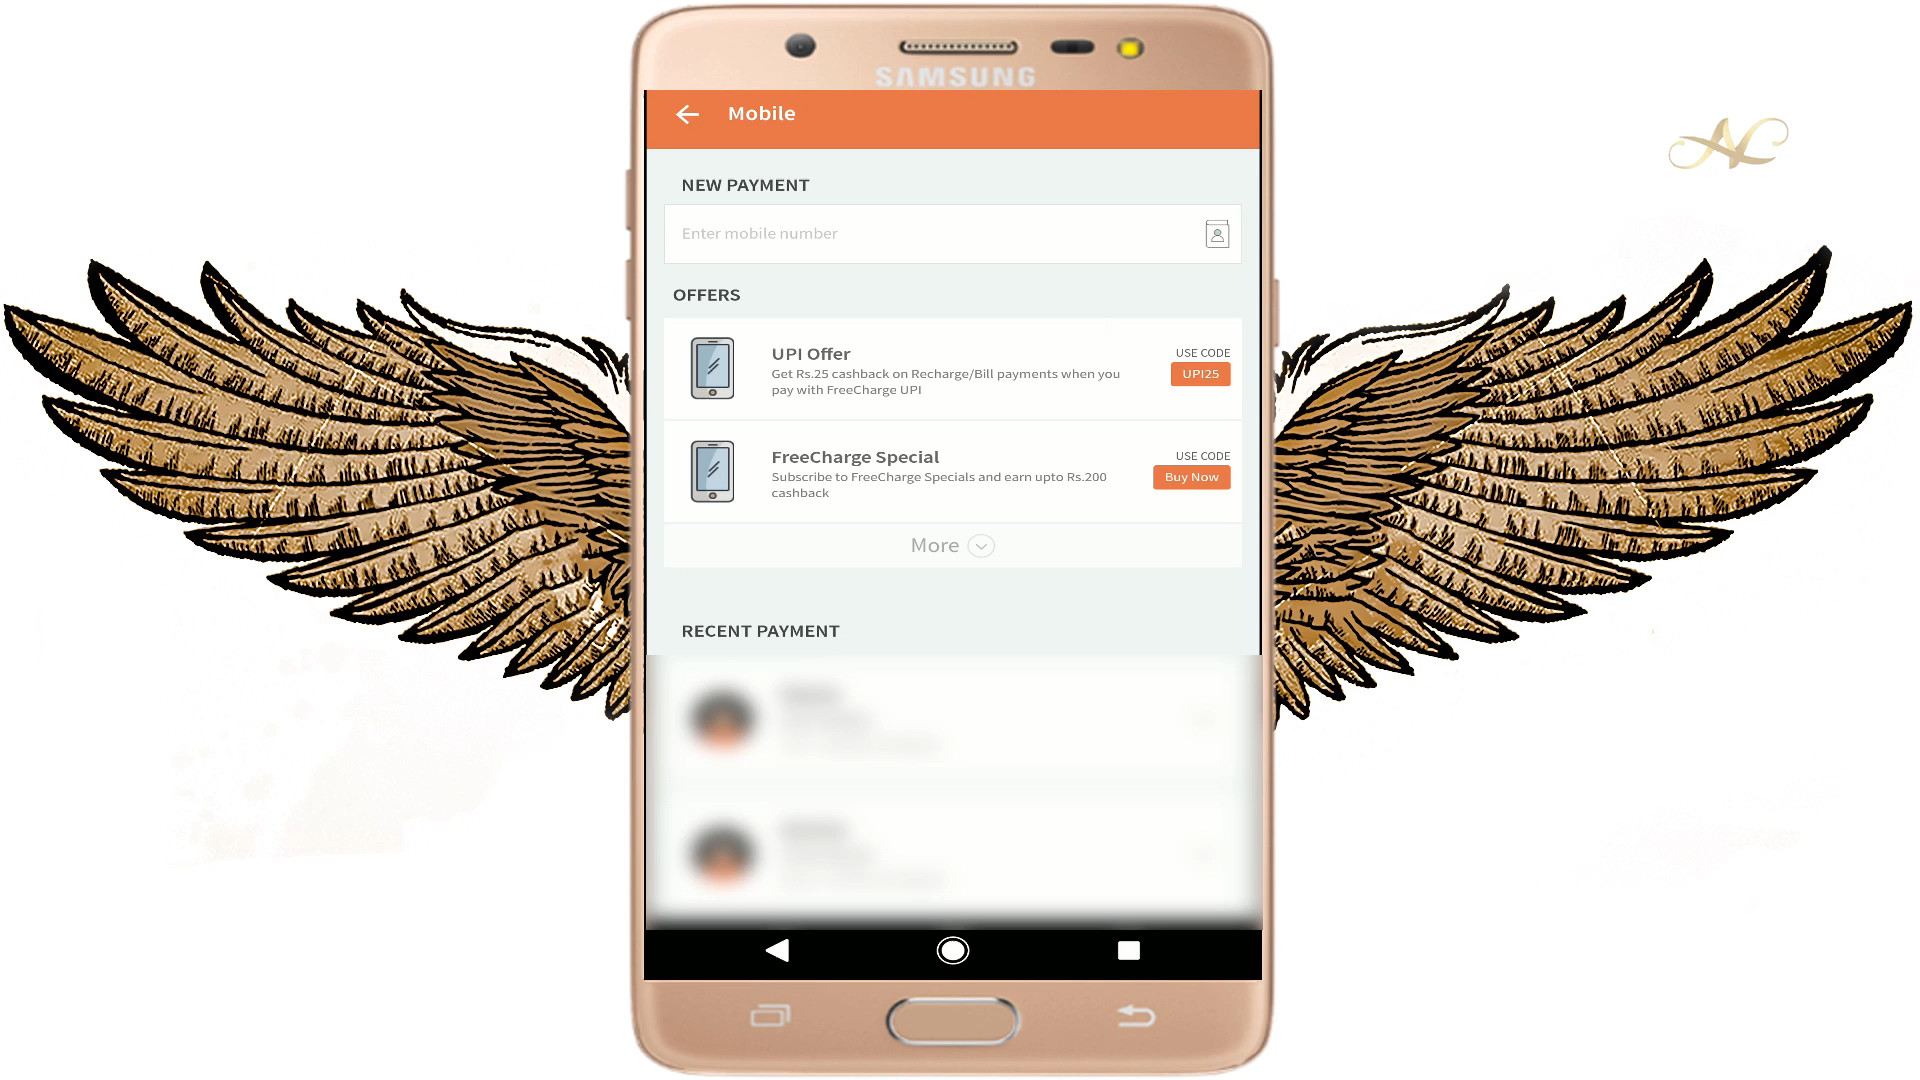 SAMSUNG
Mobile
NEW PAYMENT
Enter mobile number
OFFERS
UPI Offer
Get Rs.25 cashback on Recharge/Bill payments when you
pay with FreeCharge UPI
USE CODE
UPI25
FreeCharge Special
Subscribe to FreeCharge Specials and earn upto Rs.200
cashback
USE CODE
Buy Now
More
RECENT PAYMENT